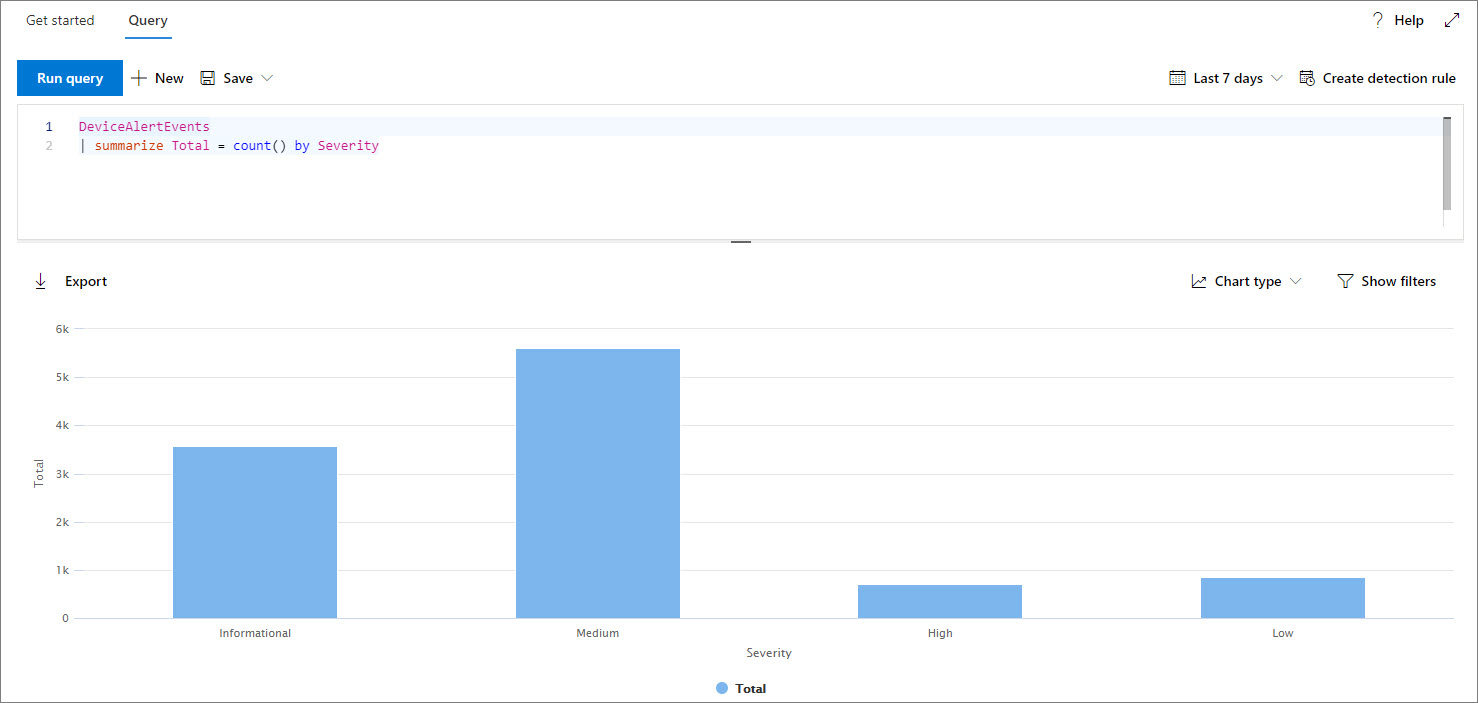 Get started Query ? Help
Run query New Save Last 7 days Create detection rule
1 DeviceAlertEvents
2 | summarize Total = count() by Severity
Export Chart type Show filters
6k
5k
4k
Total
3k
2k
1k
0
Informational Medium High Low
Severity
Total